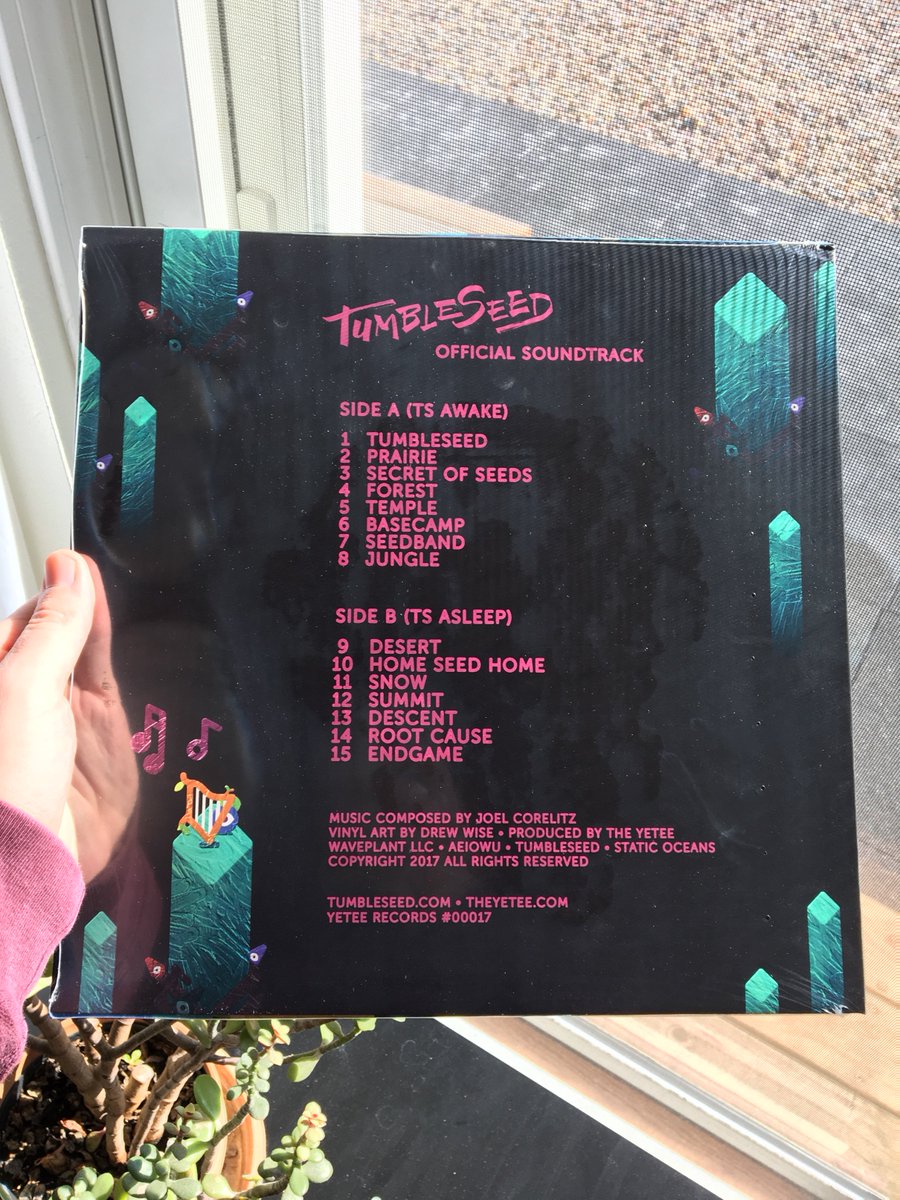 TUMBLESEED
OFFICIAL SOUNDTRACK
SIDE A (TS AWAKE)
1 TUMBLESEED
2 PRAIRIE
3 SECRET OF SEEDS
4 FOREST
5 TEMPLE
6 BASECAMP
7 SEEDBAND
8 JUNGLE
SIDE B (TS ASLEEP)
9 DESERT
10 HOME SEED HOME
11 SNOW
12 SUMMIT
13 DESCENT
14 ROOT CAUSE
15 ENDGAME
MUSIC COMPOSED BY JOEL CORELITZ
VINYL ART BY DREW WISE • PRODUCED BY THE YETEE
WAVEPLANT LLC • AEIOWU • TUMBLESEED • STATIC OCEANS
COPYRIGHT 2017 ALL RIGHTS RESERVED
TUMBLESEED.COM • THEYETEE.COM
YETEE RECORDS #00017